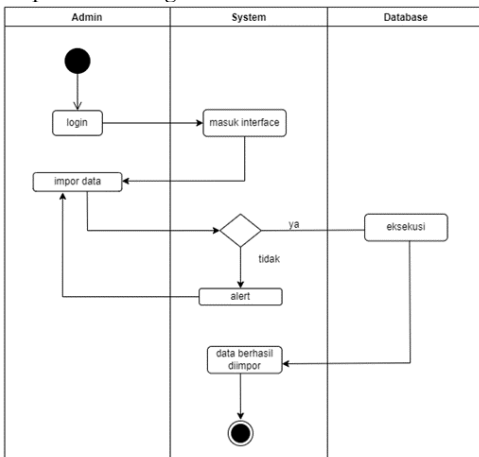 Admin
System
Database
login
masuk interface
impor data
ya
eksekusi
tidak
alert
data berhasil
diimpor